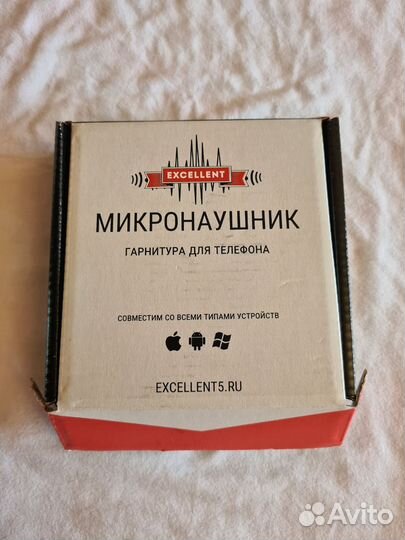 EXCELLENT
МИКРОНАУШНИК
ГАРНИТУРА ДЛЯ ТЕЛЕФОНА
СОВМЕСТИМ СО ВСЕМИ ТИПАМИ УСТРОЙСТВ
EXCELLENT5.RU
Avito